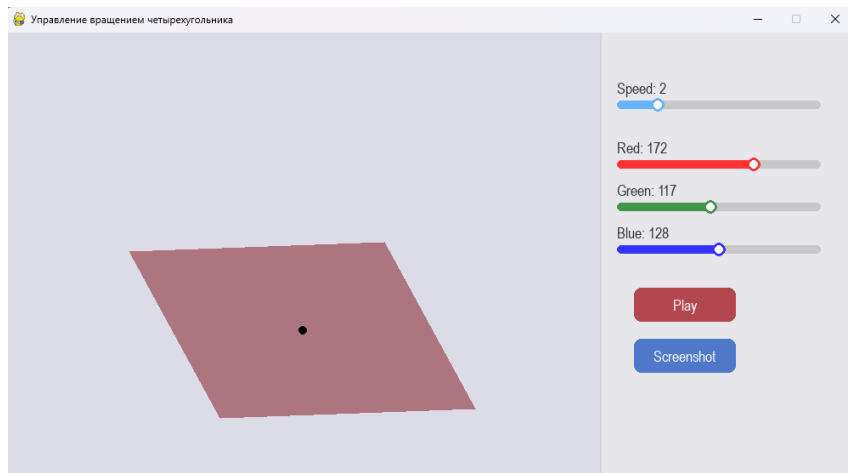 Управление вращением четырехугольника
Speed: 2
Red: 172
Green: 117
Blue: 128
Play
Screenshot